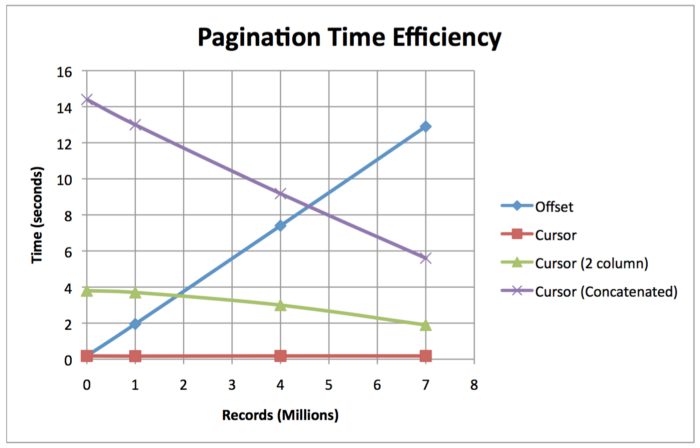 Pagination Time Efficiency
16
14
12
10
8
6
4
2
0
Time (seconds)
0 1 2 3 4 5 6 7 8
Records (Millions)
Offset
Cursor
Cursor (2 column)
Cursor (Concatenated)